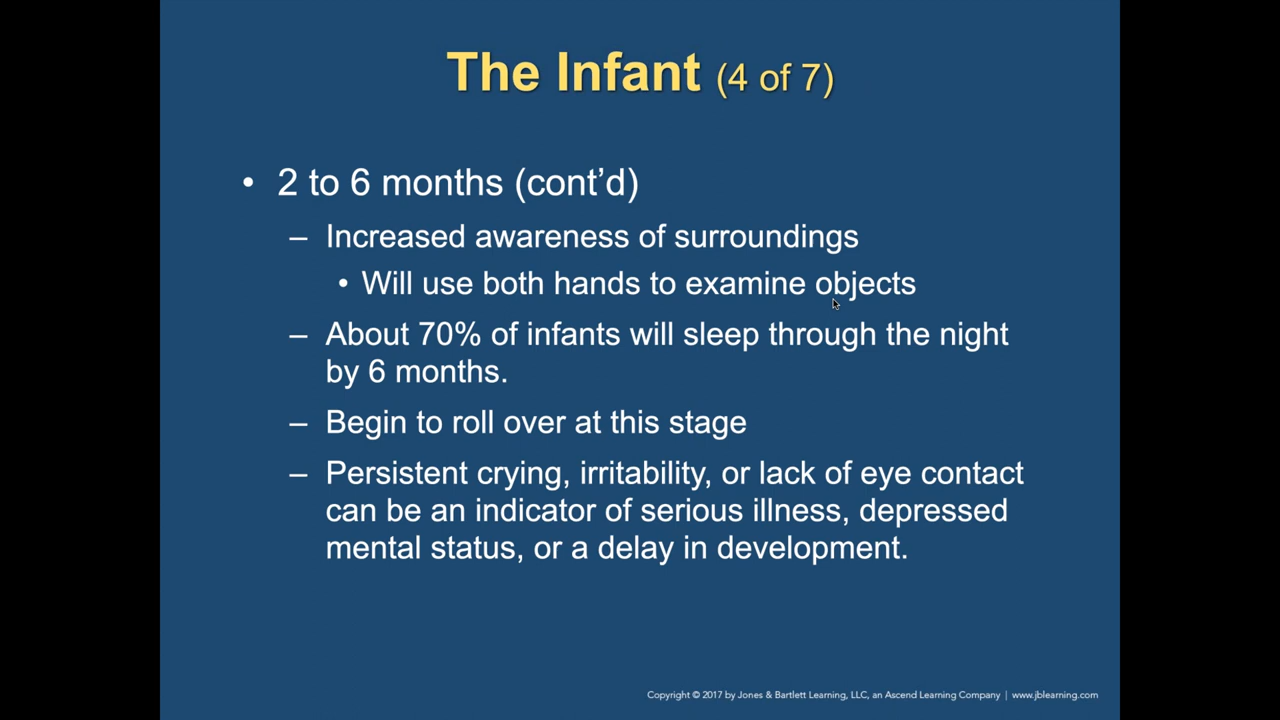 The Infant (4 of 7)
• 2 to 6 months (cont’d)
– Increased awareness of surroundings
• Will use both hands to examine objects
– About 70% of infants will sleep through the night
by 6 months.
– Begin to roll over at this stage
– Persistent crying, irritability, or lack of eye contact
can be an indicator of serious illness, depressed
mental status, or a delay in development.
Copyright © 2017 by Jones & Bartlett Learning, LLC, an Ascend Learning Company | www.jblearning.com